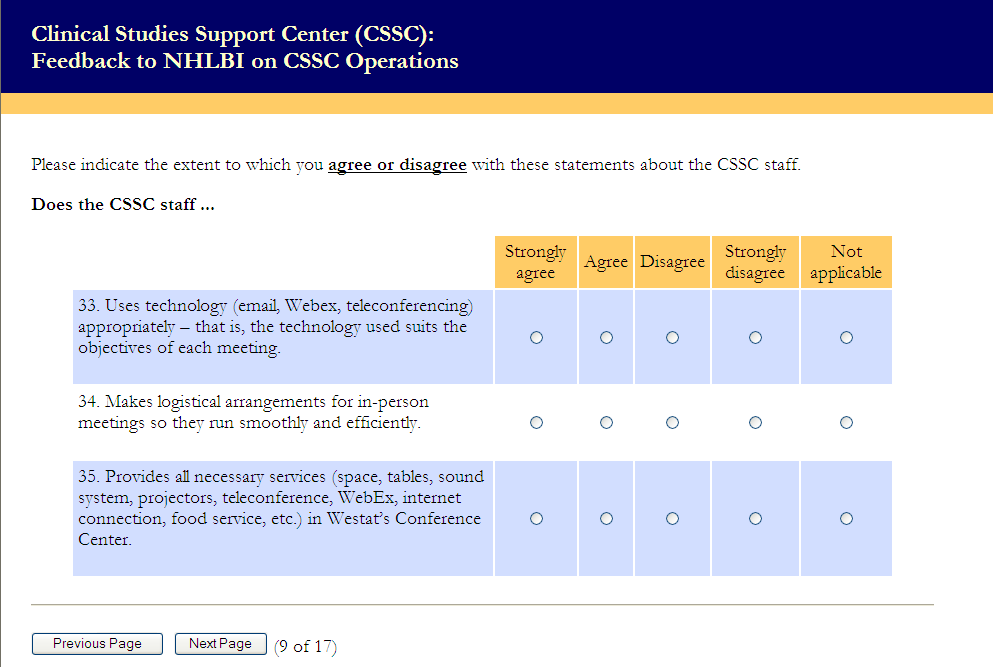 Clinical Studies Support Center (CSSC):
Feedback to NHLBI on CSSC Operations
Please indicate the extent to which you agree or disagree with these statements about the CSSC staff.
Does the CSSC staff ...
Strongly agree
Agree
Disagree
Strongly disagree
Not applicable
33. Uses technology (email, Webex, teleconferencing)
appropriately – that is, the technology used suits the
objectives of each meeting.
34. Makes logistical arrangements for in-person
meetings so they run smoothly and efficiently.
35. Provides all necessary services (space, tables, sound
system, projectors, teleconference, WebEx, internet
connection, food service, etc.) in Westat’s Conference
Center.
Previous Page Next Page (9 of 17)